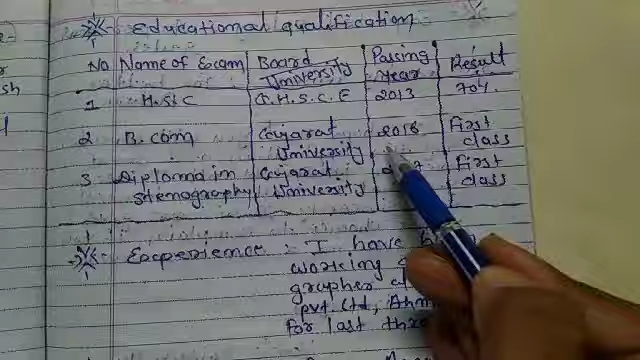 Educational qualification
No Name of Exam Board University Passing Year Result
1 H.S.C G.H.S.C.E 2013 70%.
2 B.com Gujarat University 2016 First class
3 Diploma in stenography Gujarat University First class
Experience : I have
working
grapher
pvt. Ltd, Ahm
for last thre